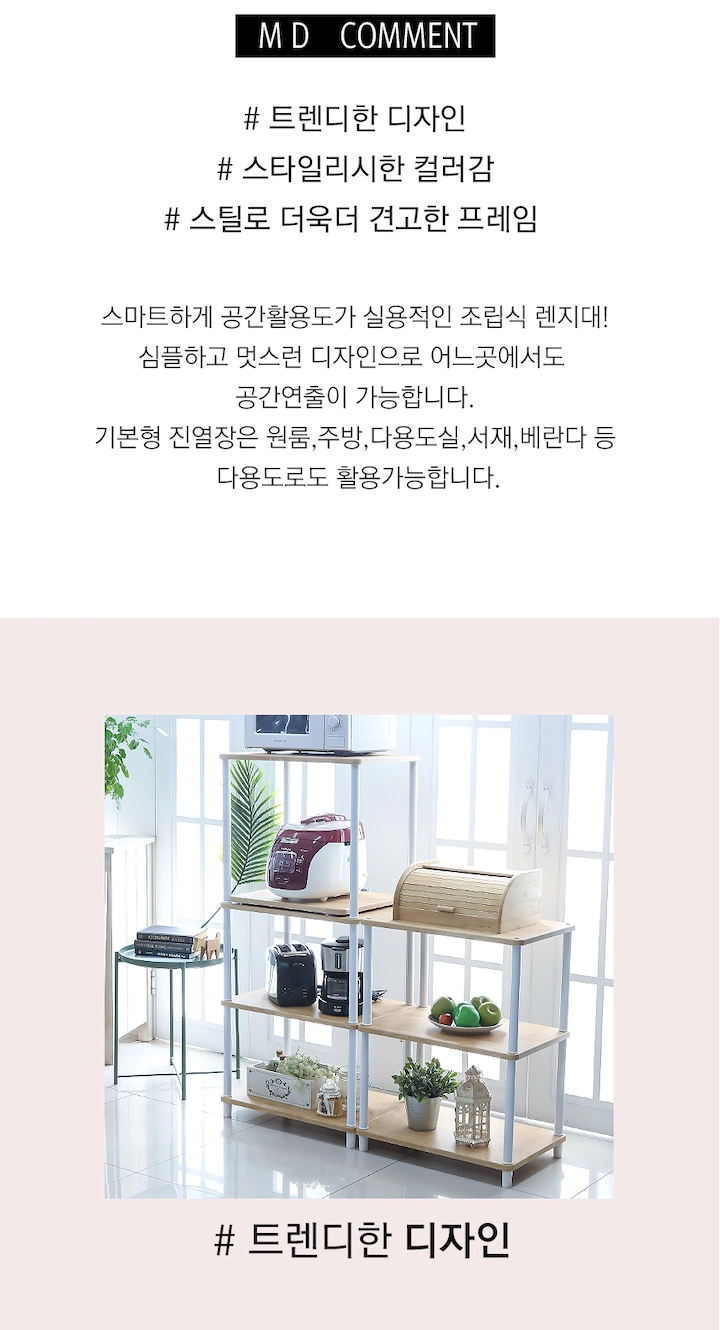 MD COMMENT
# 트렌디한 디자인
# 스타일리시한 컬러감
# 스틸로 더욱더 견고한 프레임
스마트하게 공간활용도가 실용적인 조립식 렌지대!
심플하고 멋스런 디자인으로 어느곳에서도
공간연출이 가능합니다.
기본형 진열장은 원룸,주방,다용도실,서재,베란다 등
다용도로도 활용가능합니다.
# 트렌디한 디자인